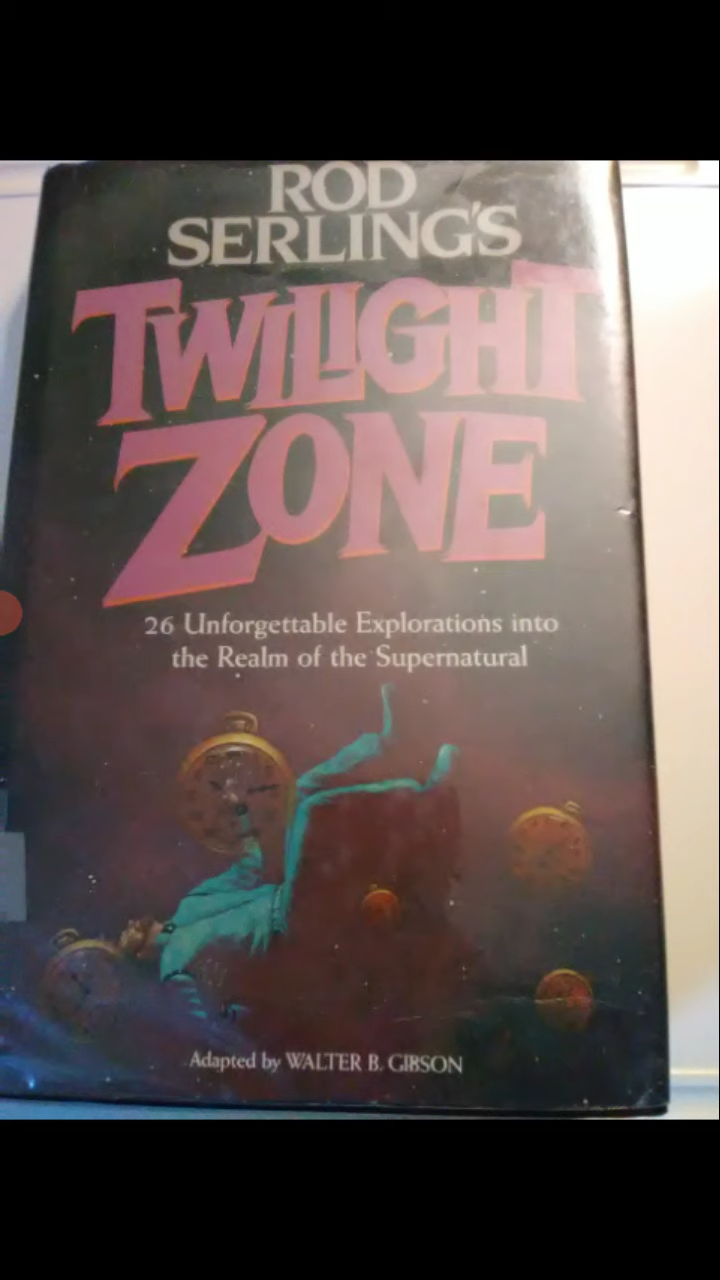 ROD
SERLING'S
TWILIGHT
ZONE
26 Unforgettable Explorations into
the Realm of the Supernatural
Adapted by WALTER B. GIBSON